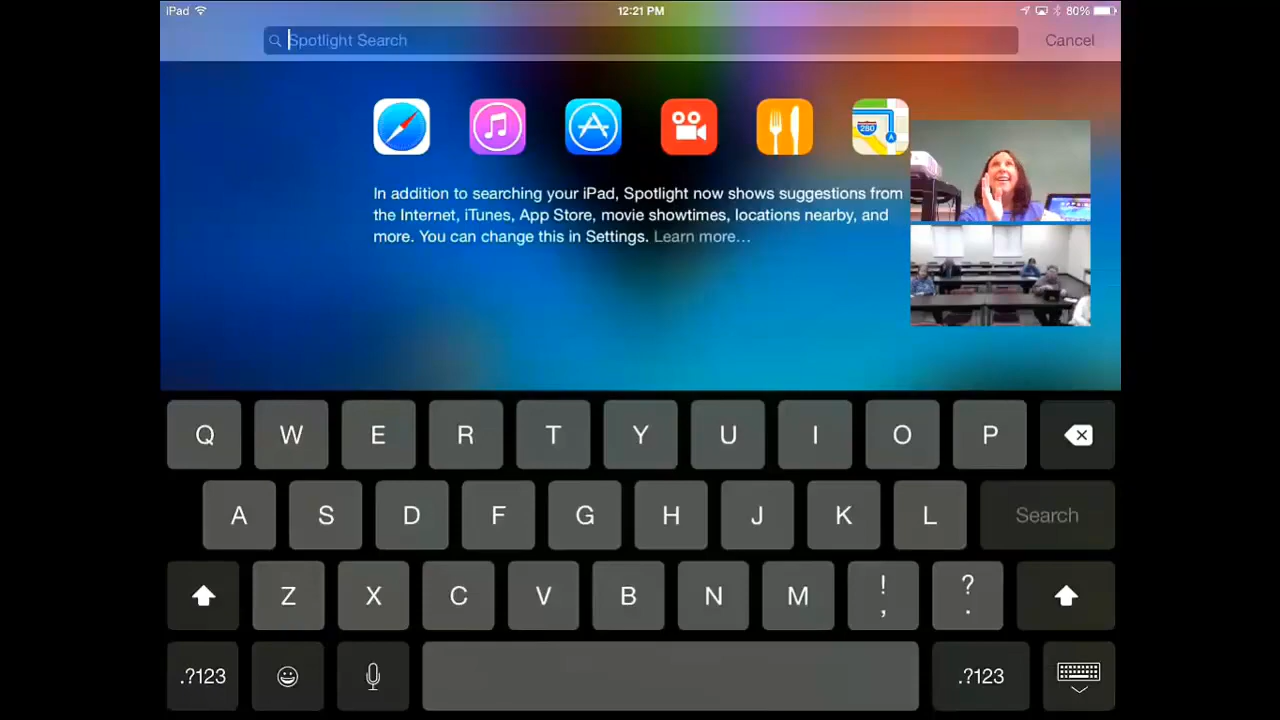 iPad 12:21 PM 80%
Spotlight Search Cancel
280
In addition to searching your iPad, Spotlight now shows suggestions from
the Internet, iTunes, App Store, movie showtimes, locations nearby, and
more. You can change this in Settings. Learn more...
Q W E R T Y U I O P
A S D F G H J K L Search
Z X C V B N M ! , ? .
.?123 .?123